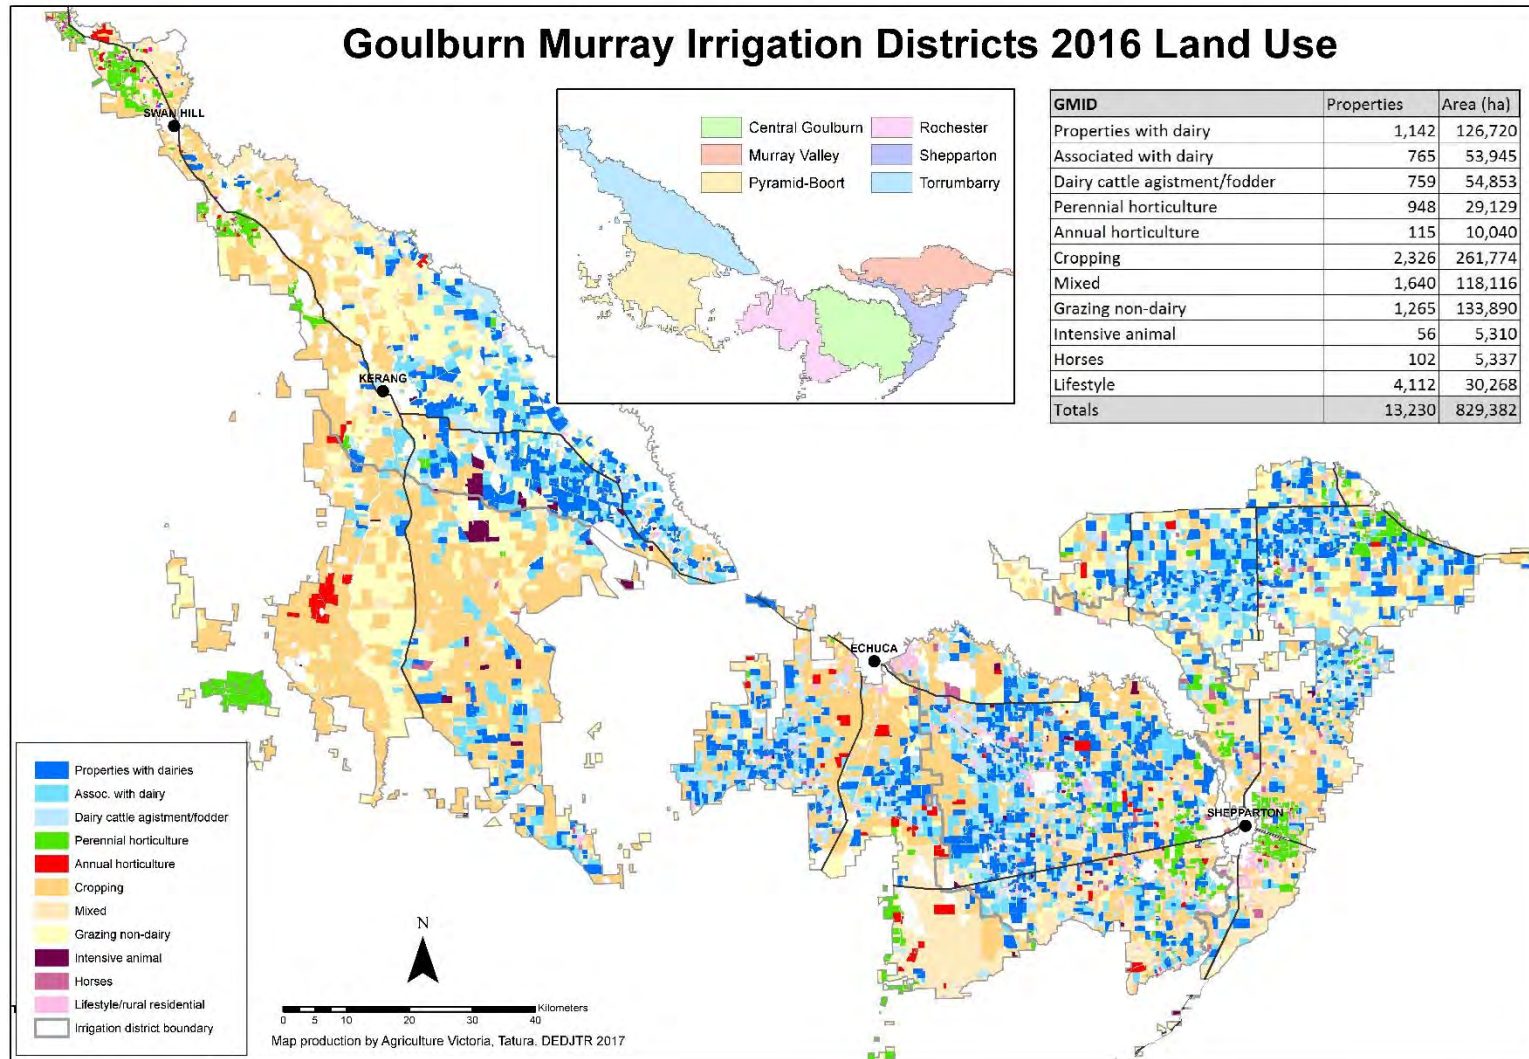 Goulburn Murray Irrigation Districts 2016 Land Use
Central Goulburn
Rochester
Murray Valley
Shepparton
Pyramid-Boort
Torrumbarry
GMID Properties Area (ha)
Properties with dairy 1,142 126,720
Associated with dairy 765 53,945
Dairy cattle agistment/fodder 759 54,853
Perennial horticulture 948 29,129
Annual horticulture 115 10,040
Cropping 2,326 261,774
Mixed 1,640 118,116
Grazing non-dairy 1,265 133,890
Intensive animal 56 5,310
Horses 102 5,337
Lifestyle 4,112 30,268
Totals 13,230 829,382
SWAN HILL
KERANG
ECHUCA
SHEPPARTON
Properties with dairies
Assoc. with dairy
Dairy cattle agistment/fodder
Perennial horticulture
Annual horticulture
Cropping
Mixed
Grazing non-dairy
Intensive animal
Horses
Lifestyle/rural residential
Irrigation district boundary
N
Kilometers
0 5 10 20 30 40
Map production by Agriculture Victoria, Tatura. DEDJTR 2017